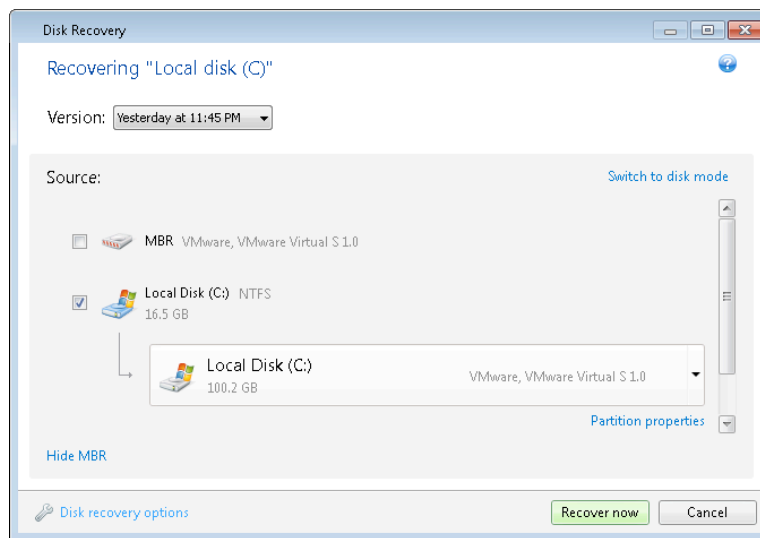 Disk Recovery
Recovering "Local disk (C)"
Version: Yesterday at 11:45 PM
Source:
Switch to disk mode
MBR VMware, VMware Virtual S 1.0
Local Disk (C:) NTFS
16.5 GB
Local Disk (C:)
100.2 GB
VMware, VMware Virtual S 1.0
Partition properties
Hide MBR
Disk recovery options
Recover now
Cancel